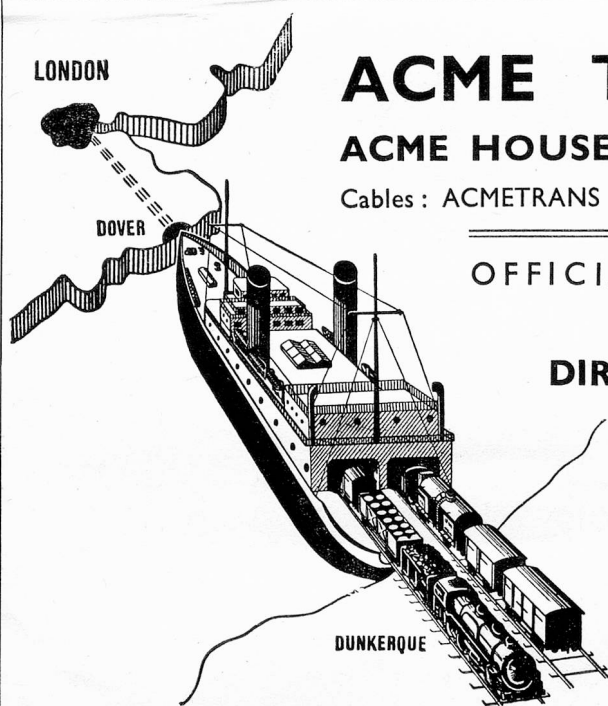 LONDON
ACME T
ACME HOUSE
Cables : ACMETRANS
DOVER
OFFICI
DIR
DUNKERQUE